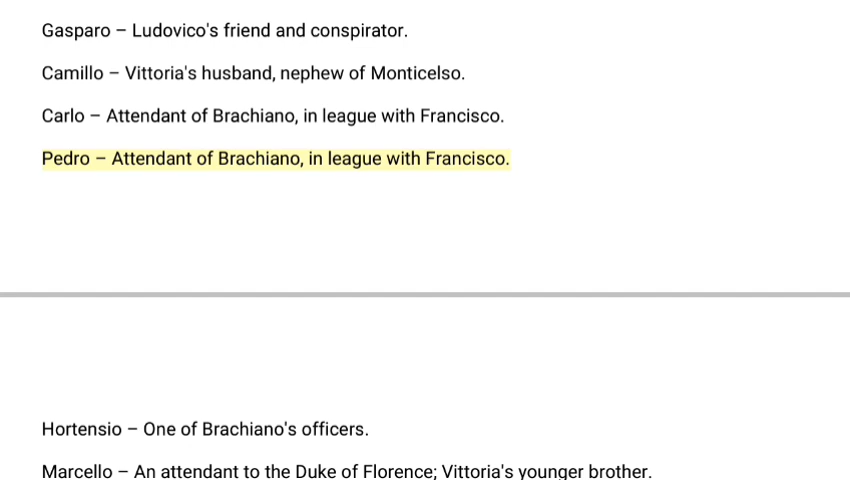 Gasparo – Ludovico's friend and conspirator.
Camillo – Vittoria's husband, nephew of Monticelso.
Carlo – Attendant of Brachiano, in league with Francisco.
Pedro – Attendant of Brachiano, in league with Francisco.
Hortensio – One of Brachiano's officers.
Marcello – An attendant to the Duke of Florence; Vittoria's younger brother.